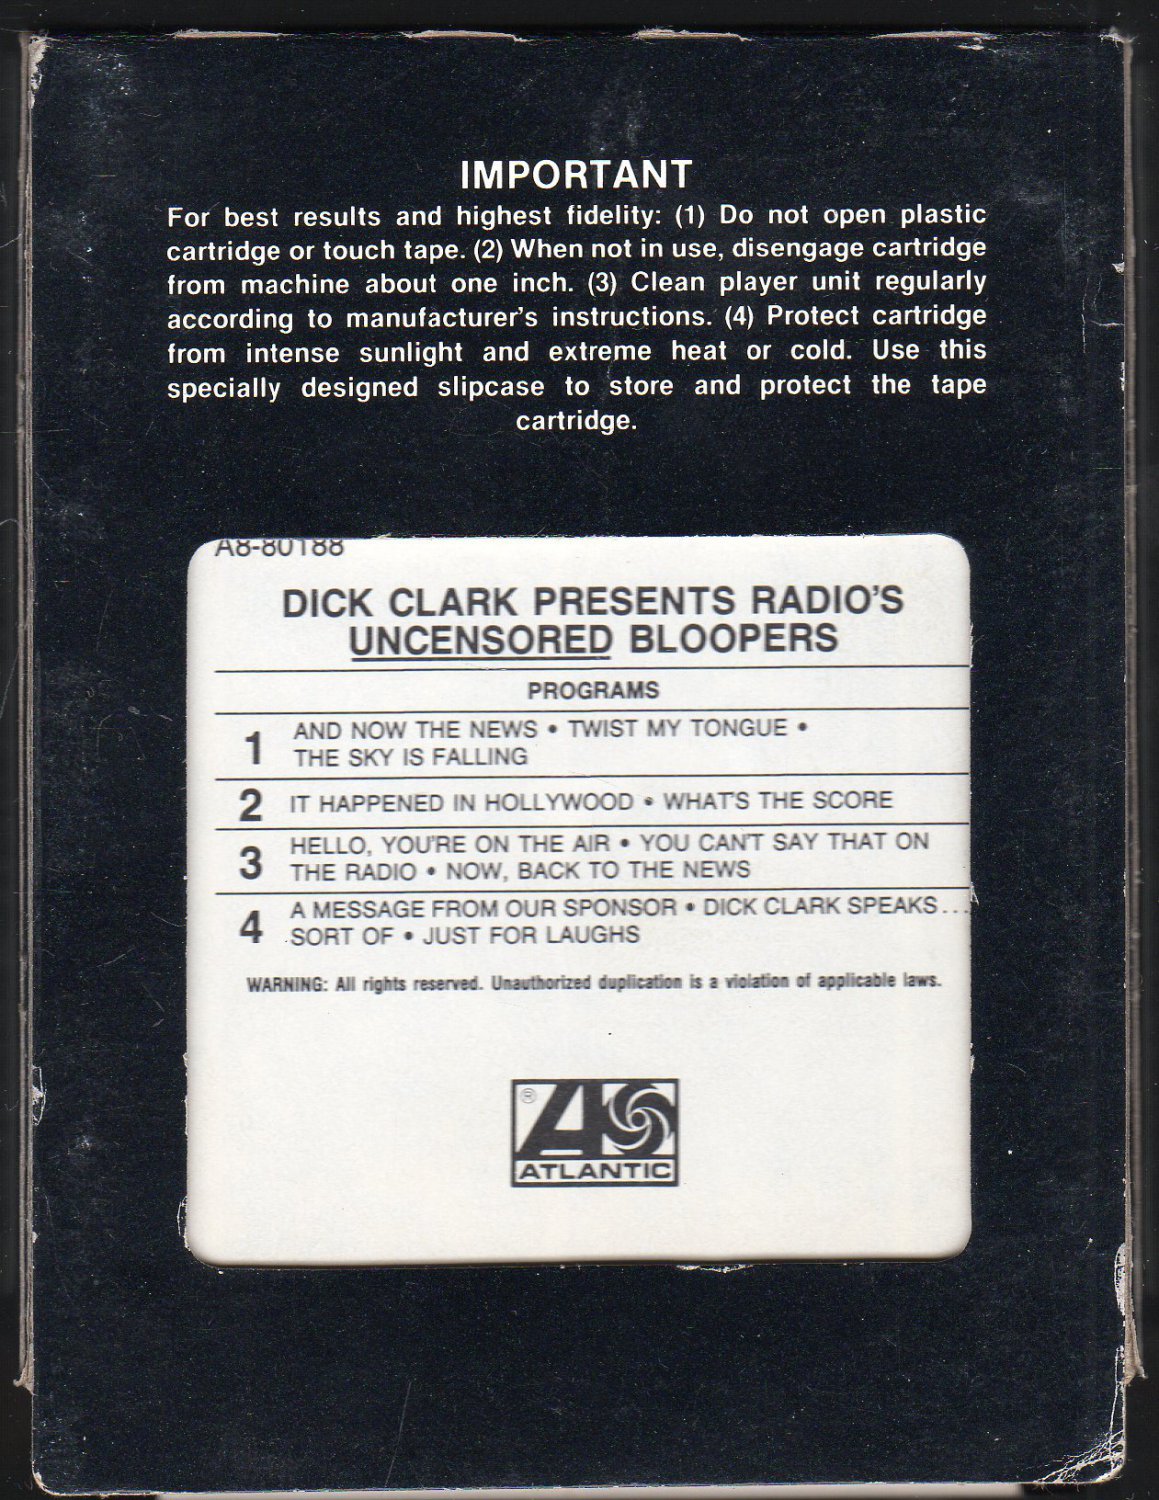 IMPORTANT
For best results and highest fidelity: (1) Do not open plastic
cartridge or touch tape. (2) When not in use, disengage cartridge
from machine about one inch. (3) Clean player unit regularly
according to manufacturer's instructions. (4) Protect cartridge
from intense sunlight and extreme heat or cold. Use this
specially designed slipcase to store and protect the tape
cartridge.
A8-80188
DICK CLARK PRESENTS RADIO'S
UNCENSORED BLOOPERS
PROGRAMS
1 AND NOW THE NEWS • TWIST MY TONGUE •
THE SKY IS FALLING
2 IT HAPPENED IN HOLLYWOOD • WHAT'S THE SCORE
3 HELLO, YOU'RE ON THE AIR • YOU CAN'T SAY THAT ON
THE RADIO • NOW, BACK TO THE NEWS
4 A MESSAGE FROM OUR SPONSOR • DICK CLARK SPEAKS...
SORT OF • JUST FOR LAUGHS
WARNING: All rights reserved. Unauthorized duplication is a violation of applicable laws.
®
ATLANTIC